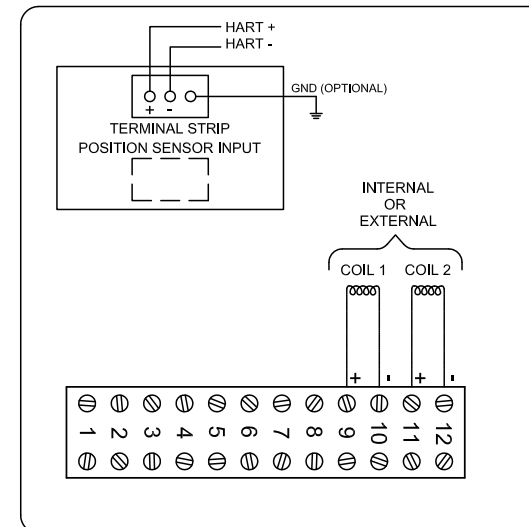 HART +
HART -
GND (OPTIONAL)
+ -
TERMINAL STRIP
POSITION SENSOR INPUT
INTERNAL
OR
EXTERNAL
COIL 1 COIL 2
+ - + -
1 2 3 4 5 6 7 8 9 10 11 12